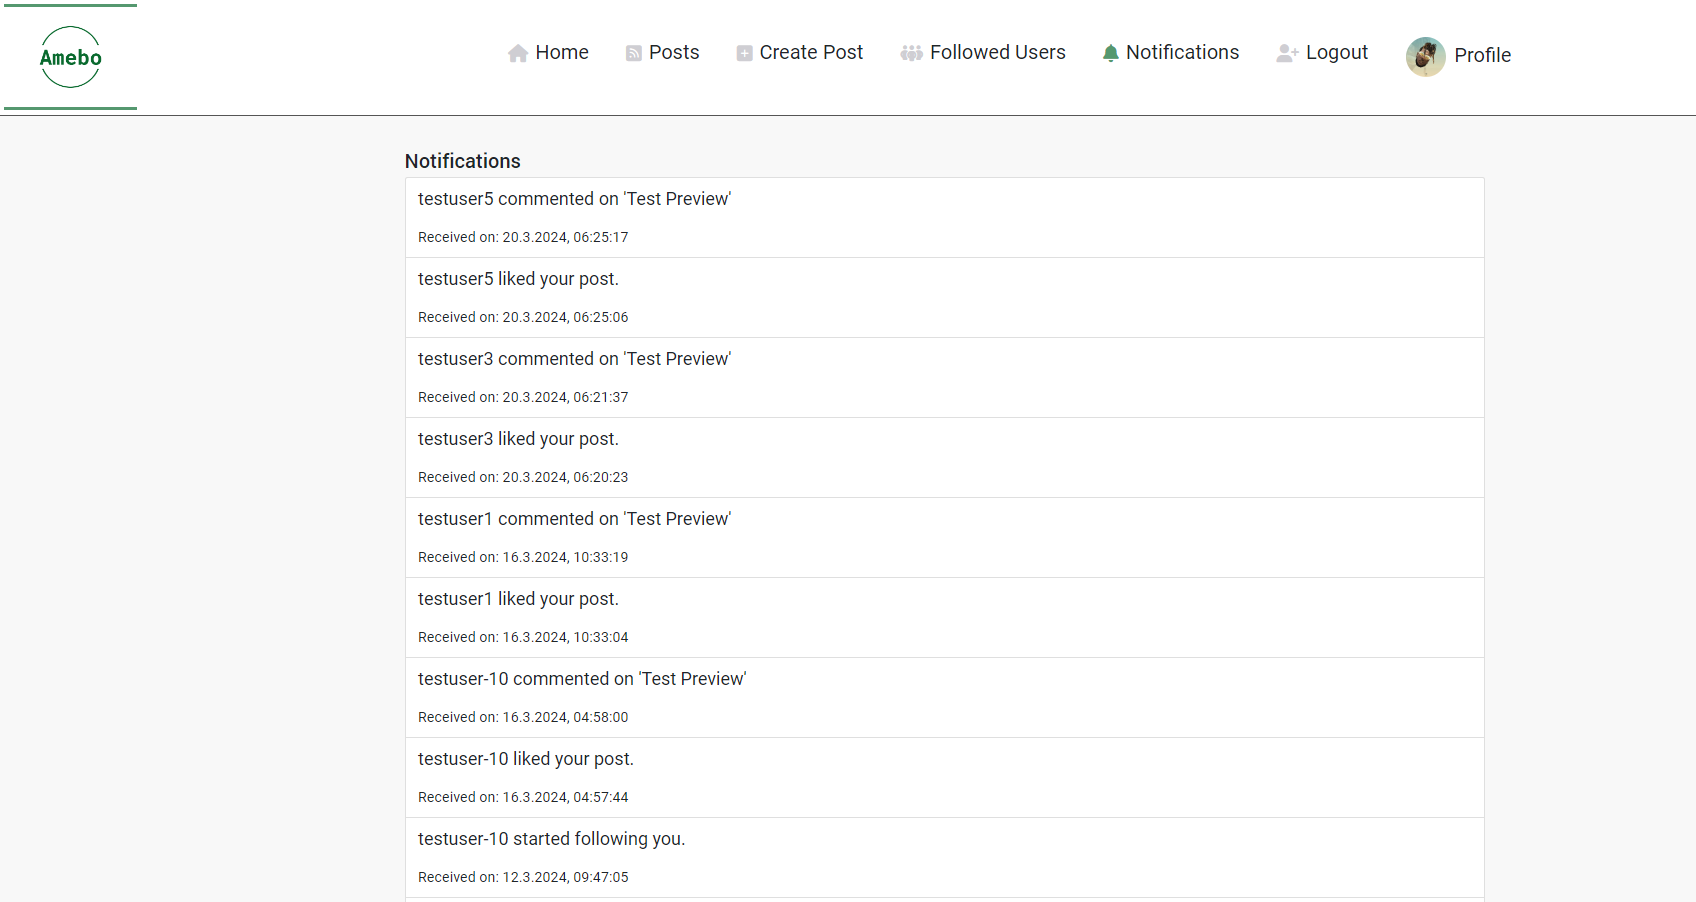 Amebo
Home Posts Create Post Followed Users Notifications Logout Profile
Notifications
testuser5 commented on 'Test Preview'
Received on: 20.3.2024, 06:25:17
testuser5 liked your post.
Received on: 20.3.2024, 06:25:06
testuser3 commented on 'Test Preview'
Received on: 20.3.2024, 06:21:37
testuser3 liked your post.
Received on: 20.3.2024, 06:20:23
testuser1 commented on 'Test Preview'
Received on: 16.3.2024, 10:33:19
testuser1 liked your post.
Received on: 16.3.2024, 10:33:04
testuser-10 commented on 'Test Preview'
Received on: 16.3.2024, 04:58:00
testuser-10 liked your post.
Received on: 16.3.2024, 04:57:44
testuser-10 started following you.
Received on: 12.3.2024, 09:47:05